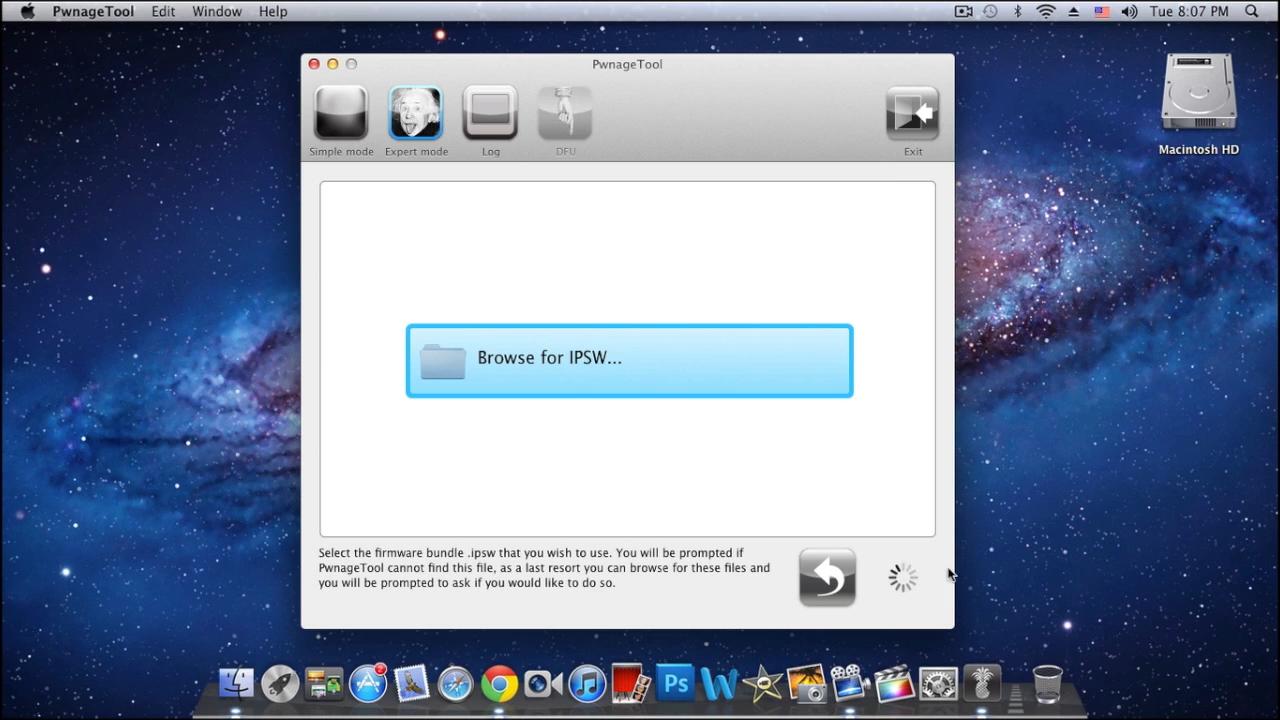 PwnageTool Edit Window Help Tue 8:07 PM
PwnageTool
Simple mode Expert mode Log DFU Exit
Macintosh HD
Browse for IPSW...
Select the firmware bundle .ipsw that you wish to use. You will be prompted if
PwnageTool cannot find this file, as a last resort you can browse for these files and
you will be prompted to ask if you would like to do so.
2
Ps W